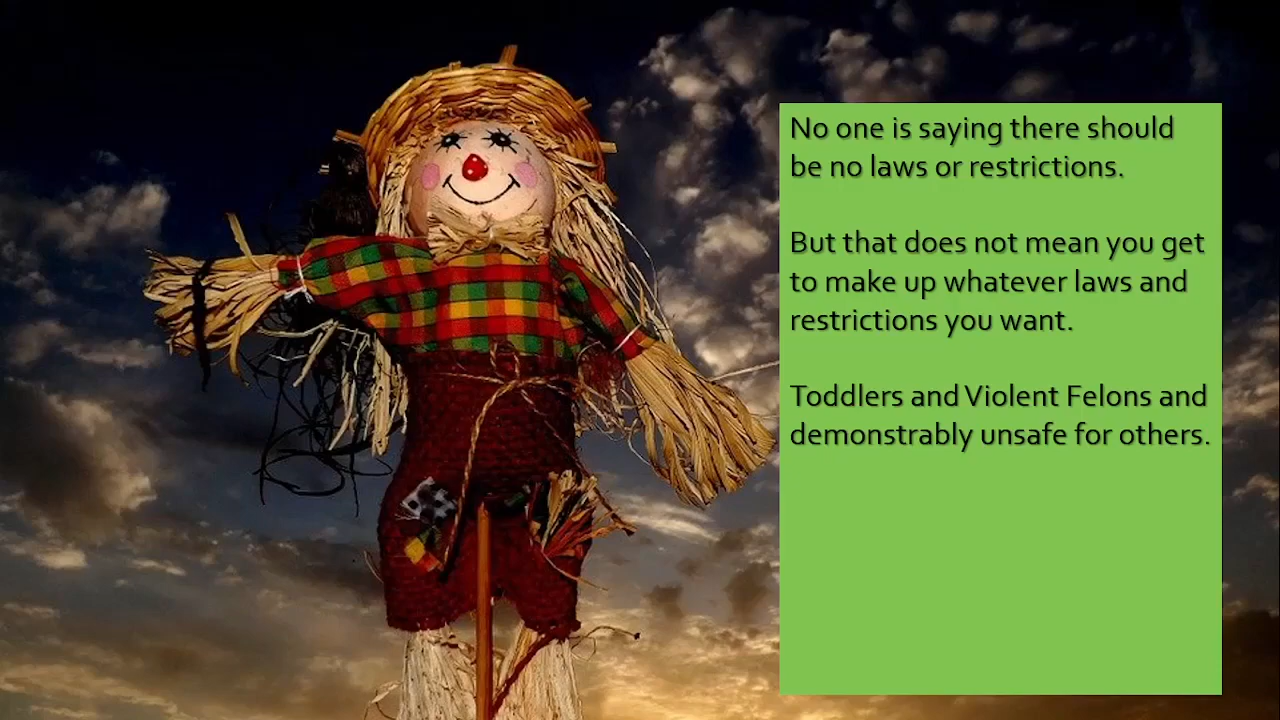 No one is saying there should
be no laws or restrictions.
But that does not mean you get
to make up whatever laws and
restrictions you want.
Toddlers and Violent Felons and
demonstrably unsafe for others.